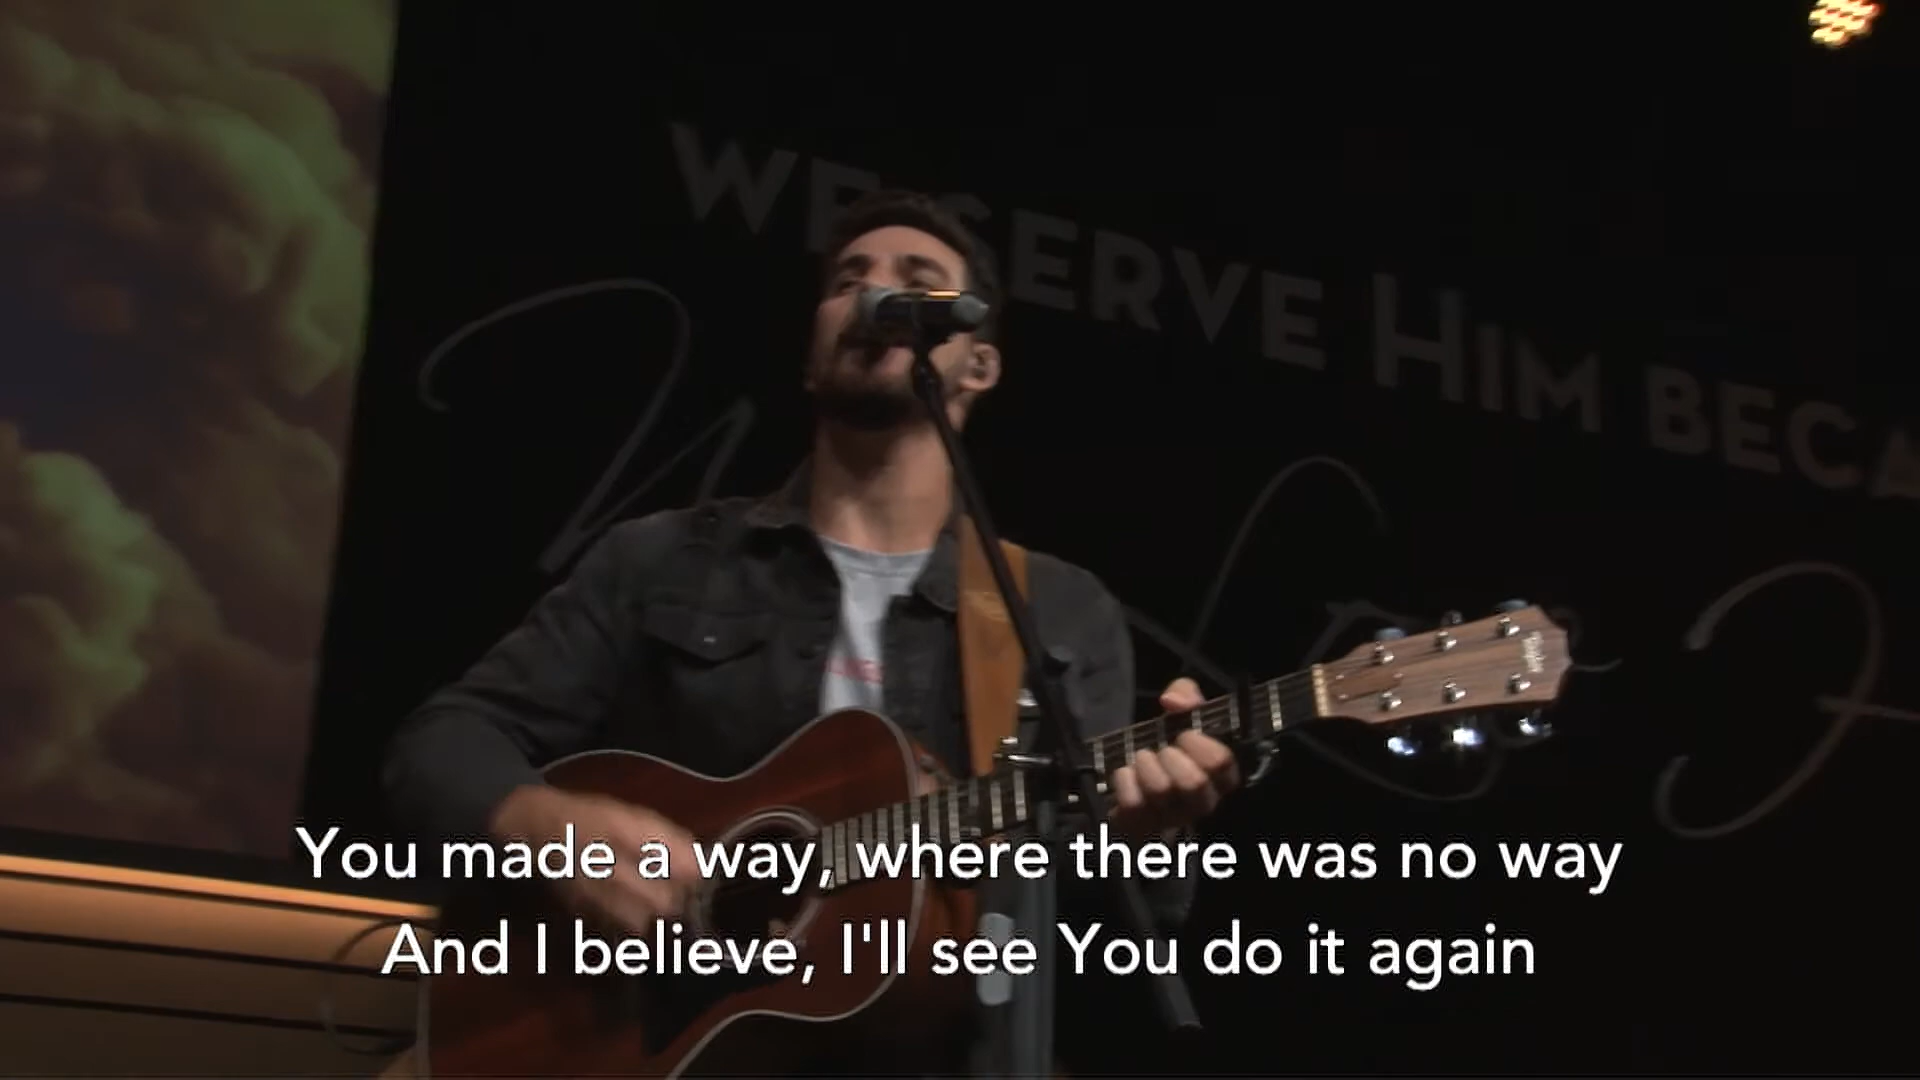 WE SERVE HIM BECA
You made a way, where there was no way
And I believe, I'll see You do it again